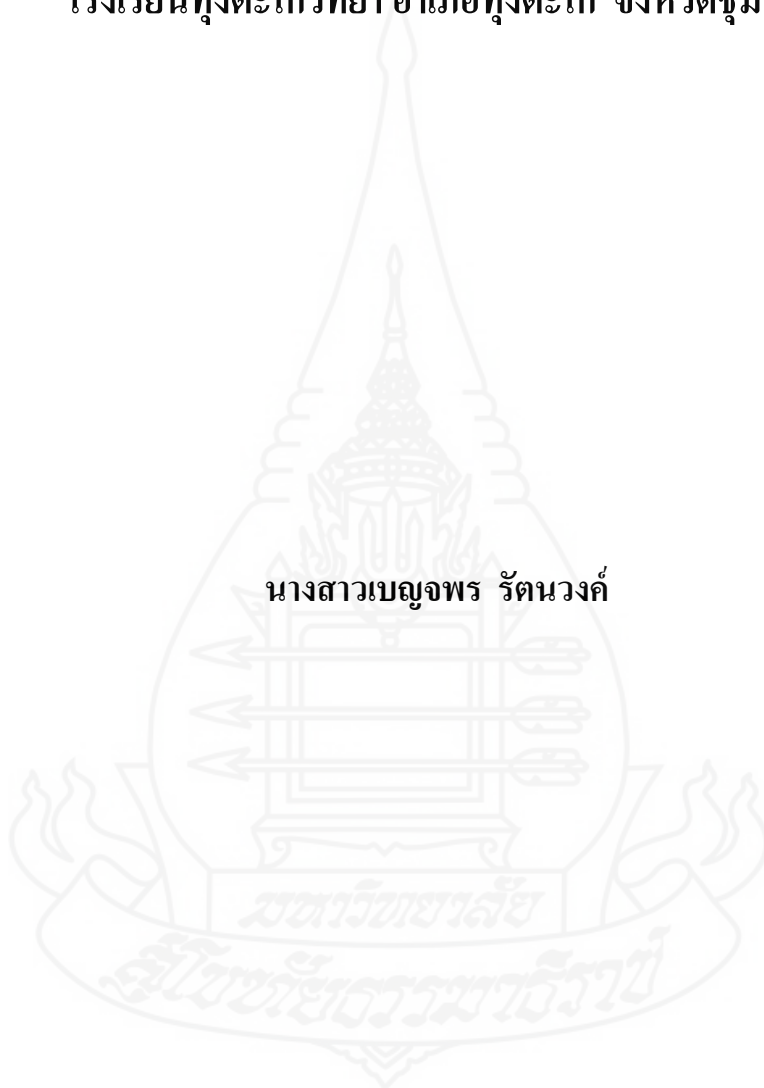 โรงเรียนทุ่งตะโกวิทยา อำเภอทุ่งตะโก จังหวัดชุม
นางสาวเบญจพร รัตนวงค์
มหาวิทยาลัย
สุโขทัยธรรมาธิราช